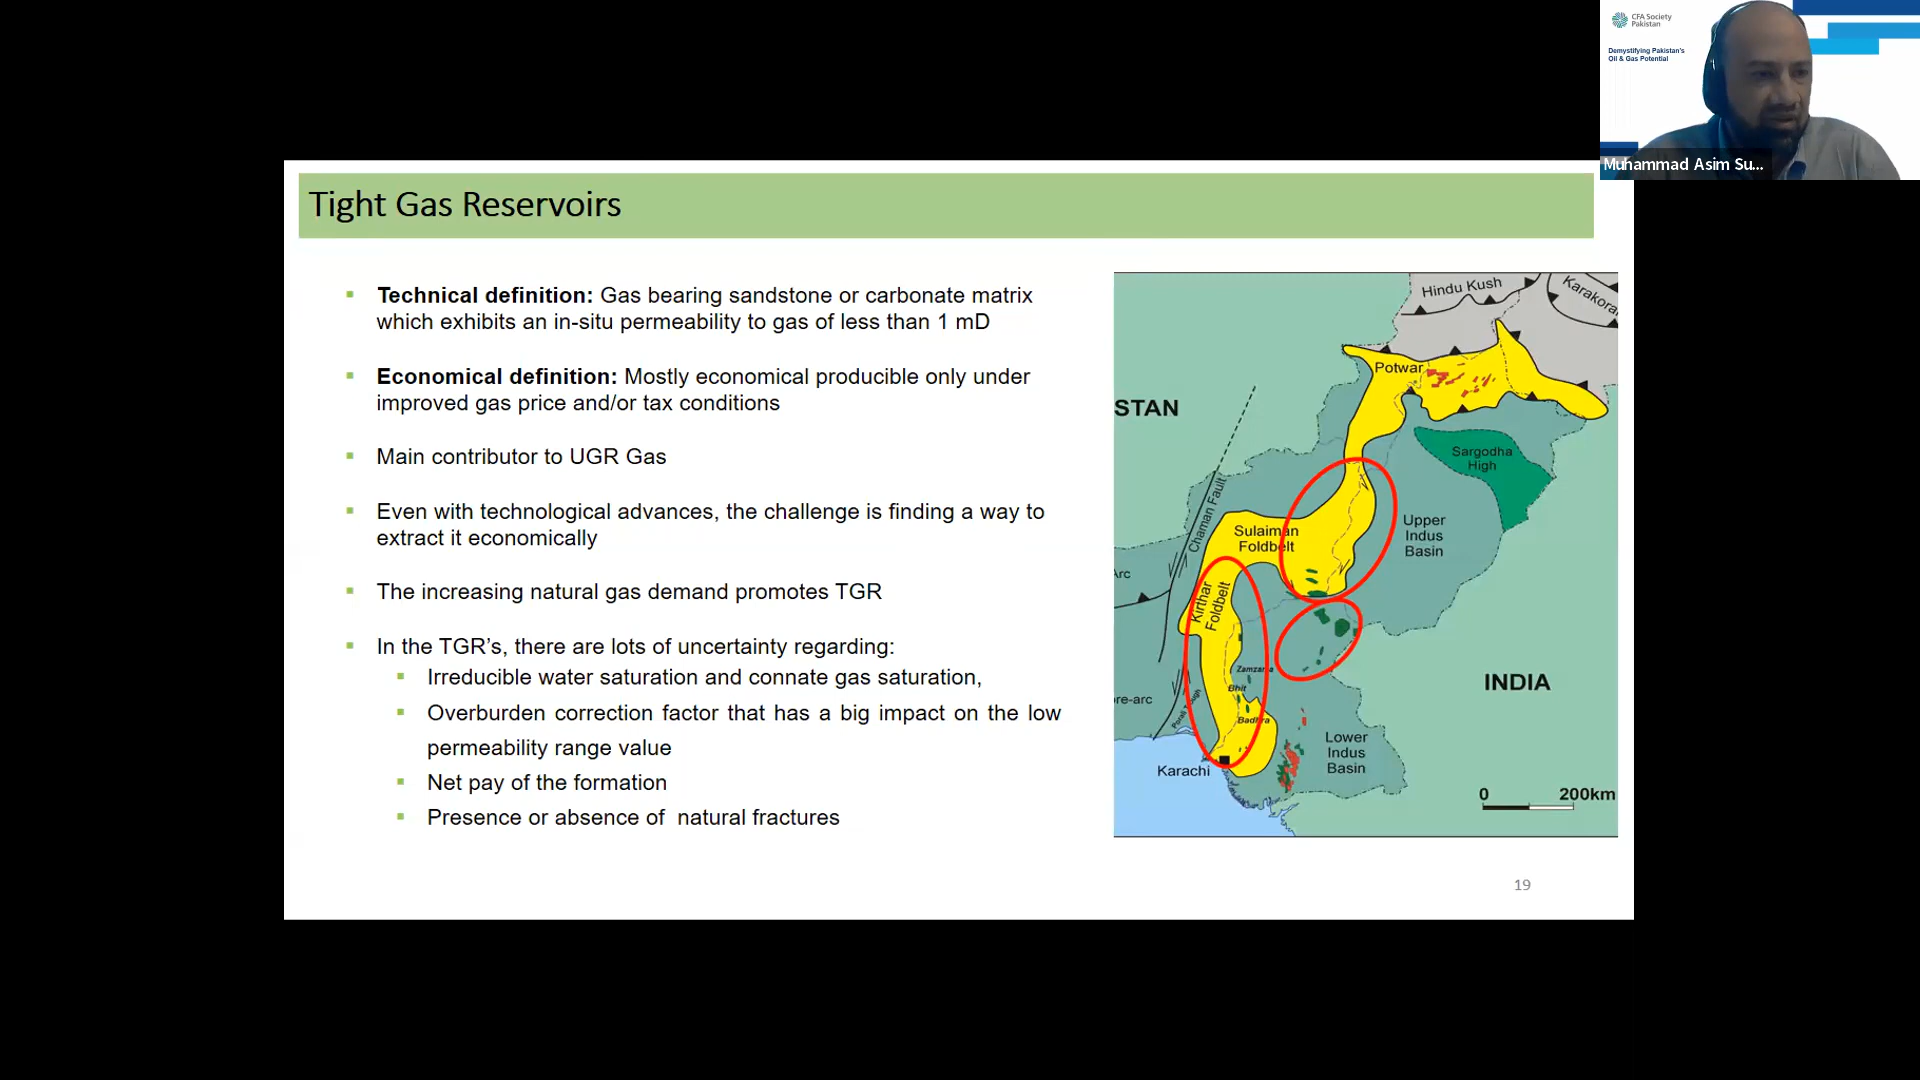 CFA Society
Pakistan
Demystifying Pakistan's
Oil & Gas Potential
Muhammad Asim Su...
Tight Gas Reservoirs
Technical definition: Gas bearing sandstone or carbonate matrix
which exhibits an in-situ permeability to gas of less than 1 mD
Economical definition: Mostly economical producible only under
improved gas price and/or tax conditions
Main contributor to UGR Gas
Even with technological advances, the challenge is finding a way to
extract it economically
The increasing natural gas demand promotes TGR
In the TGR's, there are lots of uncertainty regarding:
Irreducible water saturation and connate gas saturation,
Overburden correction factor that has a big impact on the low
permeability range value
Net pay of the formation
Presence or absence of natural fractures
Hindu Kush
Karakora
Potwar
STAN
Sargodha
High
Chaman Fault
Sulaiman
Foldbelt
Upper
Indus
Basin
Arc
Kirthar
Foldbelt
Zamzama
Bhit
INDIA
re-arc
Badhra
Lower
Indus
Basin
Karachi
0 200km
19